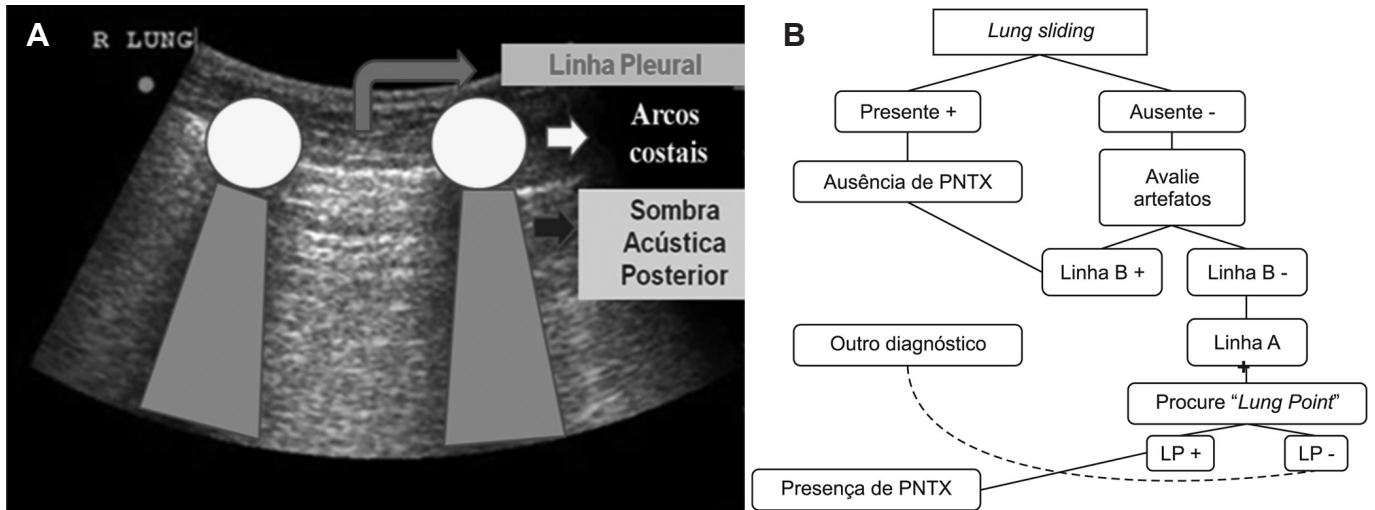 A
R LUNG
Linha Pleural
Arcos
costais
Sombra
Acústica
Posterior
B
Lung sliding
Presente +
Ausente -
Ausência de PNTX
Avalie
artefatos
Linha B +
Linha B -
Outro diagnóstico
Linha A
+
Procure “Lung Point”
LP +
LP -
Presença de PNTX